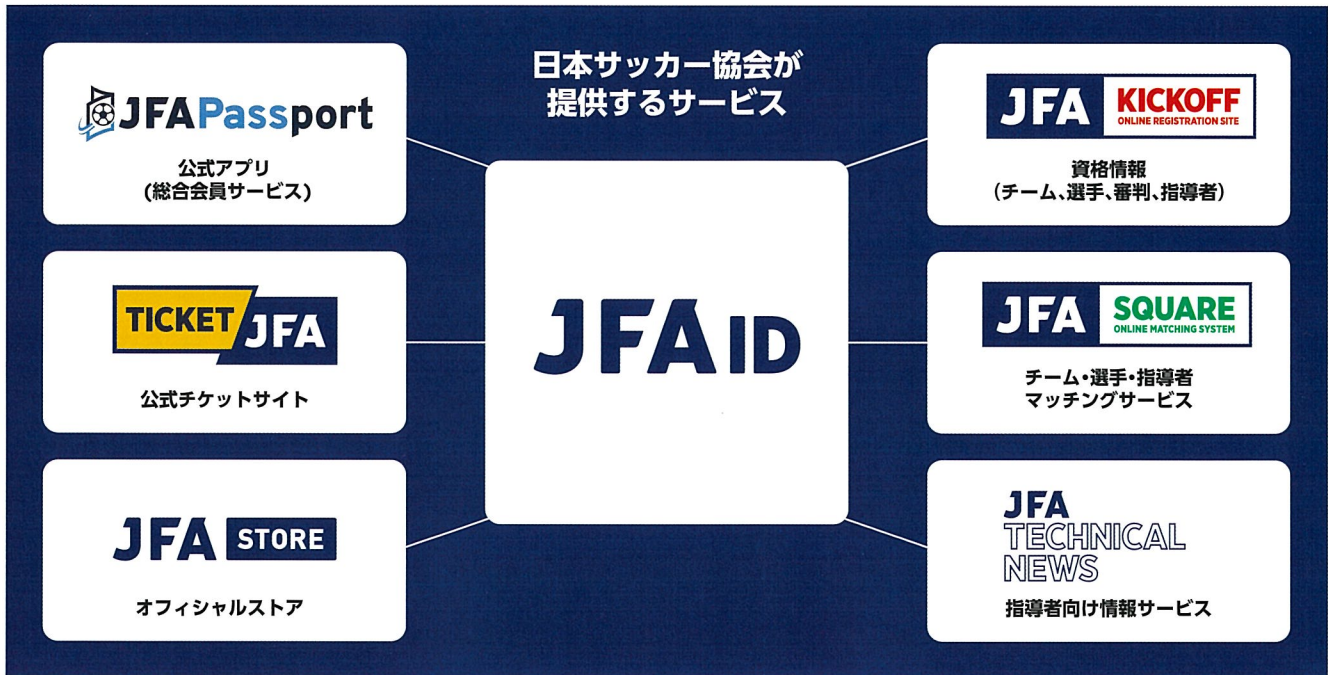 日本サッカー協会が
提供するサービス
JFAPassport
公式アプリ
(総合会員サービス)
TICKET JFA
公式チケットサイト
JFA STORE
オフィシャルストア
JFA ID
JFA KICKOFF
ONLINE REGISTRATION SITE
資格情報
(チーム、選手、審判、指導者)
JFA SQUARE
ONLINE MATCHING SYSTEM
チーム・選手・指導者
マッチングサービス
JFA
TECHNICAL
NEWS
指導者向け情報サービス